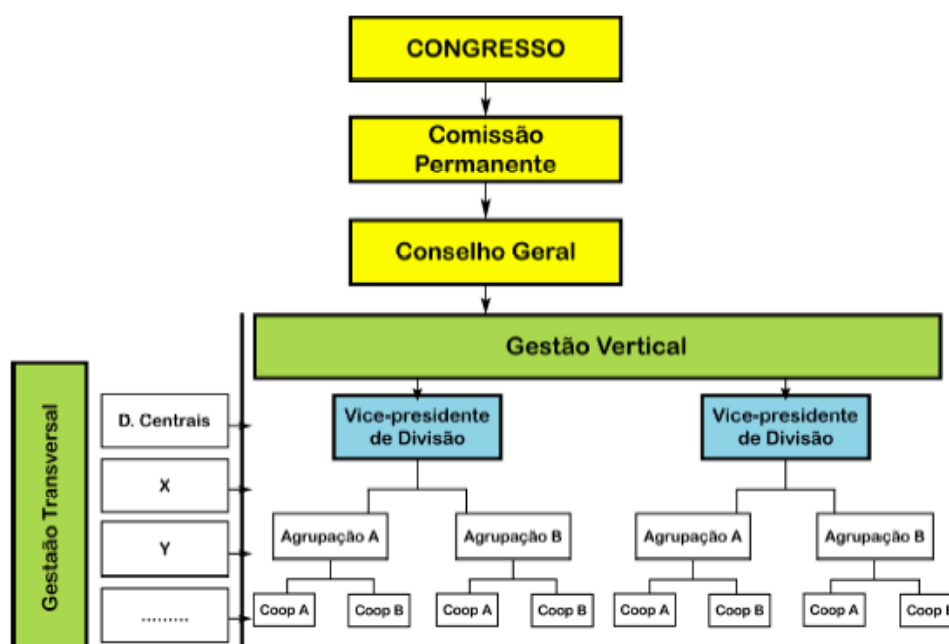 CONGRESSO
Comissão
Permanente
Conselho Geral
Gestão Vertical
Gestaão Transversal
D. Centrais
X
Y
.........
Vice-presidente
de Divisão
Vice-presidente
de Divisão
Agrupação A
Agrupação B
Agrupação A
Agrupação B
Coop A
Coop B
Coop A
Coop B
Coop A
Coop B
Coop A
Coop B